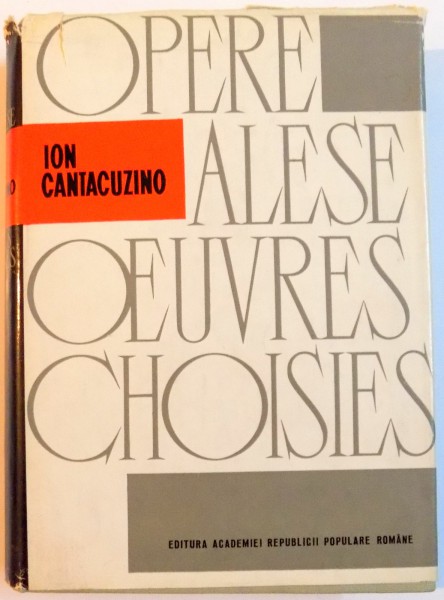 OPERE
ION
CANTACUZINO
ALESE
OEUVRES
CHOISIES
EDITURA ACADEMIEI REPUBLICII POPULARE ROMÂNE